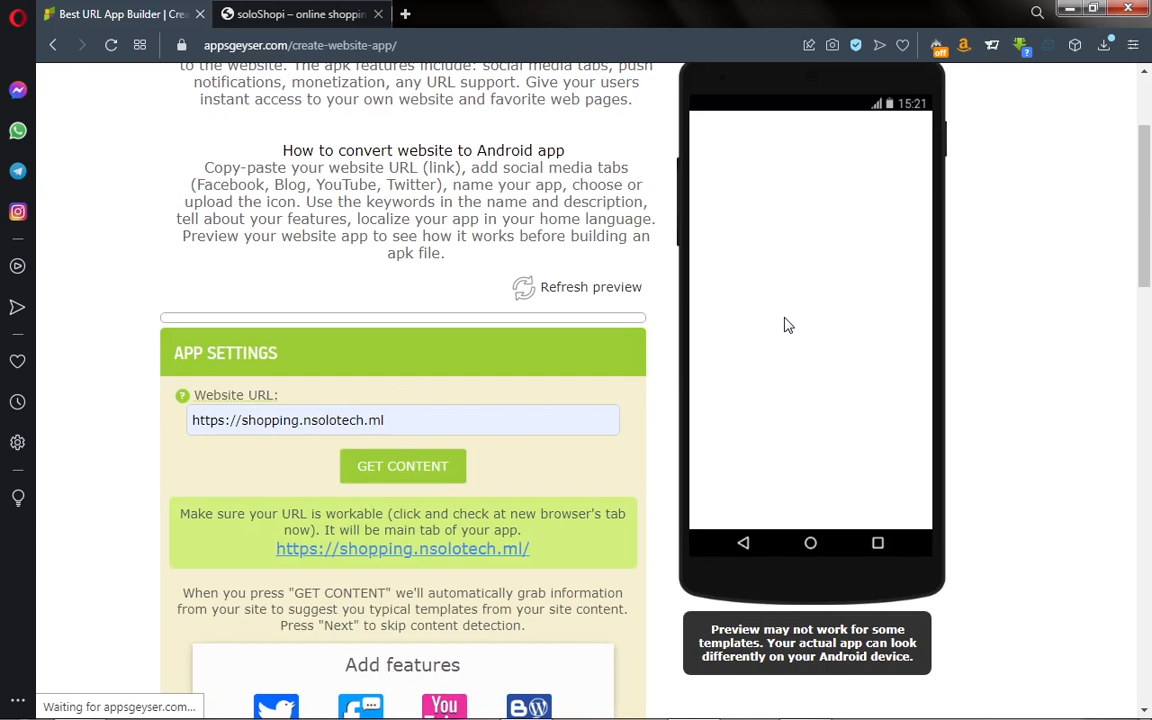 Best URL App Builder | Cre
soloShopi – online shoppin
appsgeyser.com/create-website-app/
off
?
to the website. The apk features include: social media tabs, push
notifications, monetization, any URL support. Give your users
instant access to your own website and favorite web pages.
How to convert website to Android app
Copy-paste your website URL (link), add social media tabs
(Facebook, Blog, YouTube, Twitter), name your app, choose or
upload the icon. Use the keywords in the name and description,
tell about your features, localize your app in your home language.
Preview your website app to see how it works before building an
apk file.
Refresh preview
APP SETTINGS
? Website URL:
https://shopping.nsolotech.ml
GET CONTENT
Make sure your URL is workable (click and check at new browser's tab
now). It will be main tab of your app.
https://shopping.nsolotech.ml/
When you press "GET CONTENT" we'll automatically grab information
from your site to suggest you typical templates from your site content.
Press "Next" to skip content detection.
Add features
You
15:21
Preview may not work for some
templates. Your actual app can look
differently on your Android device.
Waiting for appsgeyser.com...